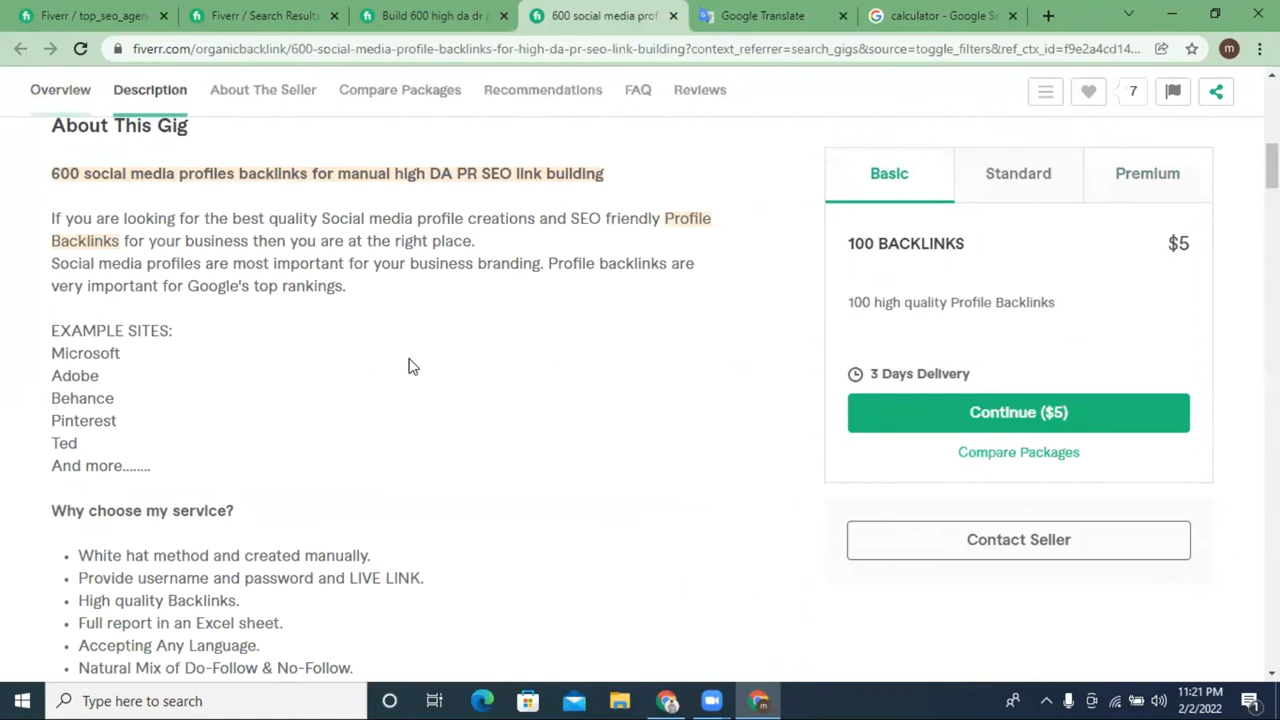 Fiverr / top_seo_agen
Fiverr / Search Results
Build 600 high da dr p
600 social media prof
Google Translate
calculator - Google Se
fiverr.com/organicbacklink/600-social-media-profile-backlinks-for-high-da-pr-seo-link-building?context_referrer=search_gigs&source=toggle_filters&ref_ctx_id=f9e2a4cd14...
m
Overview
Description
About The Seller
Compare Packages
Recommendations
FAQ
Reviews
7
About This Gig
600 social media profiles backlinks for manual high DA PR SEO link building
If you are looking for the best quality Social media profile creations and SEO friendly Profile
Backlinks for your business then you are at the right place.
Social media profiles are most important for your business branding. Profile backlinks are
very important for Google's top rankings.
EXAMPLE SITES:
Microsoft
Adobe
Behance
Pinterest
Ted
And more........
Why choose my service?
White hat method and created manually.
Provide username and password and LIVE LINK.
High quality Backlinks.
Full report in an Excel sheet.
Accepting Any Language.
Natural Mix of Do-Follow & No-Follow.
Basic
Standard
Premium
100 BACKLINKS
$5
100 high quality Profile Backlinks
3 Days Delivery
Continue ($5)
Compare Packages
Contact Seller
Type here to search
m
11:21 PM
2/2/2022
1